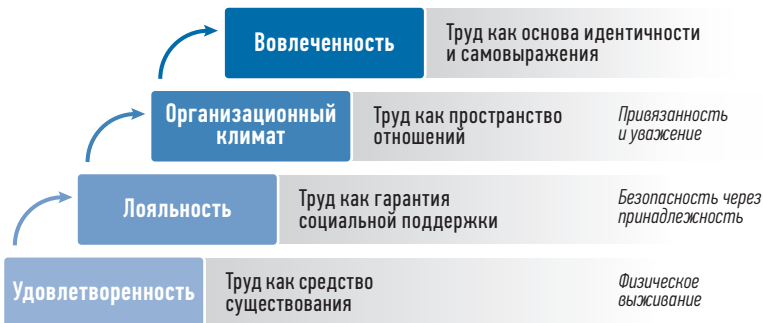 Вовлеченность
Труд как основа идентичности
и самовыражения
Организационный
климат
Труд как пространство
отношений
Привязанность
и уважение
Лояльность
Труд как гарантия
социальной поддержки
Безопасность через
принадлежность
Удовлетворенность
Труд как средство
существования
Физическое
выживание